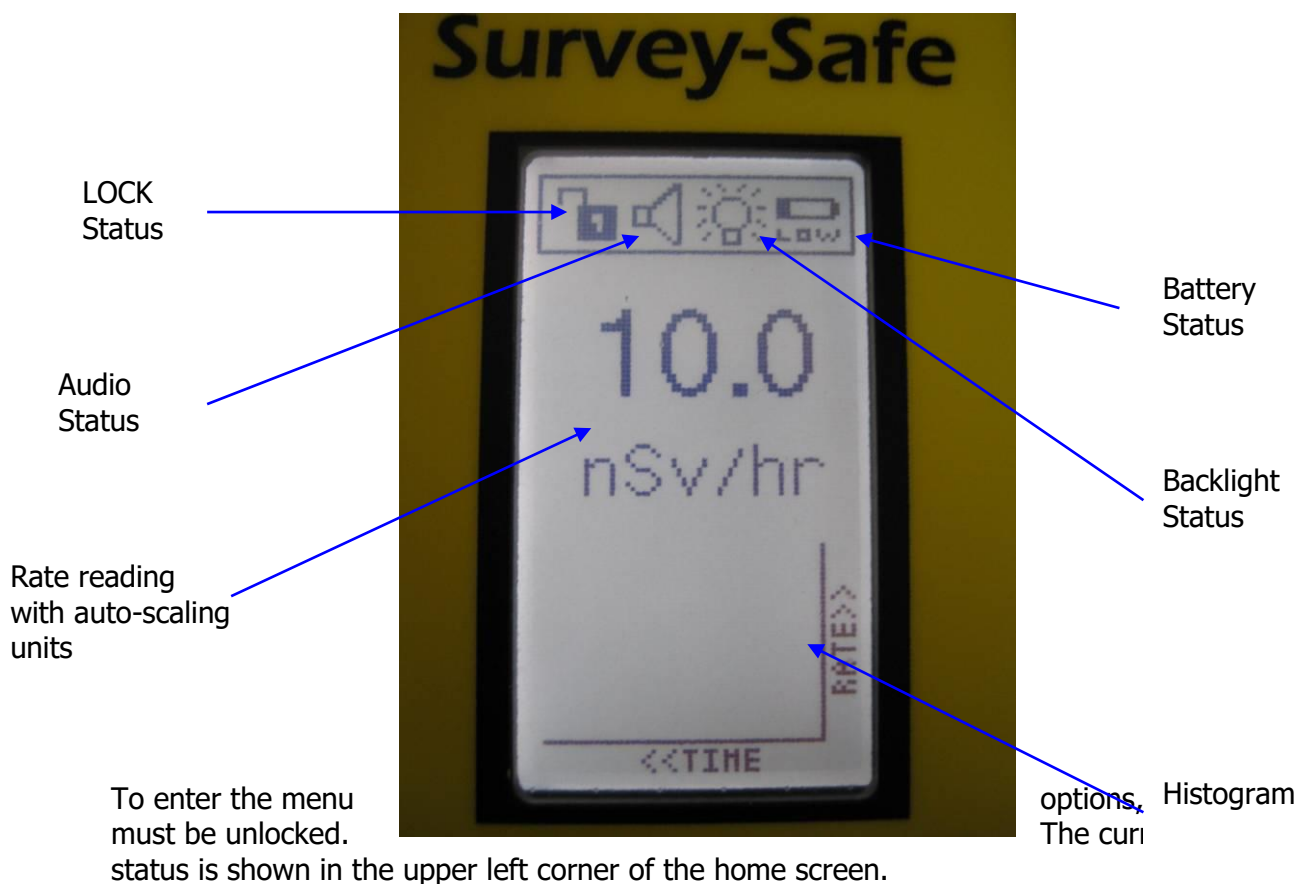 Survey-Safe
LOCK
Status
Low
Battery
Status
10.0
Audio
Status
nSv/hr
Backlight
Status
Rate reading
with auto-scaling
units
RATE>>
<<TIME
Histogram
To enter the menu options,
must be unlocked. The
status is shown in the upper left corner of the home screen.